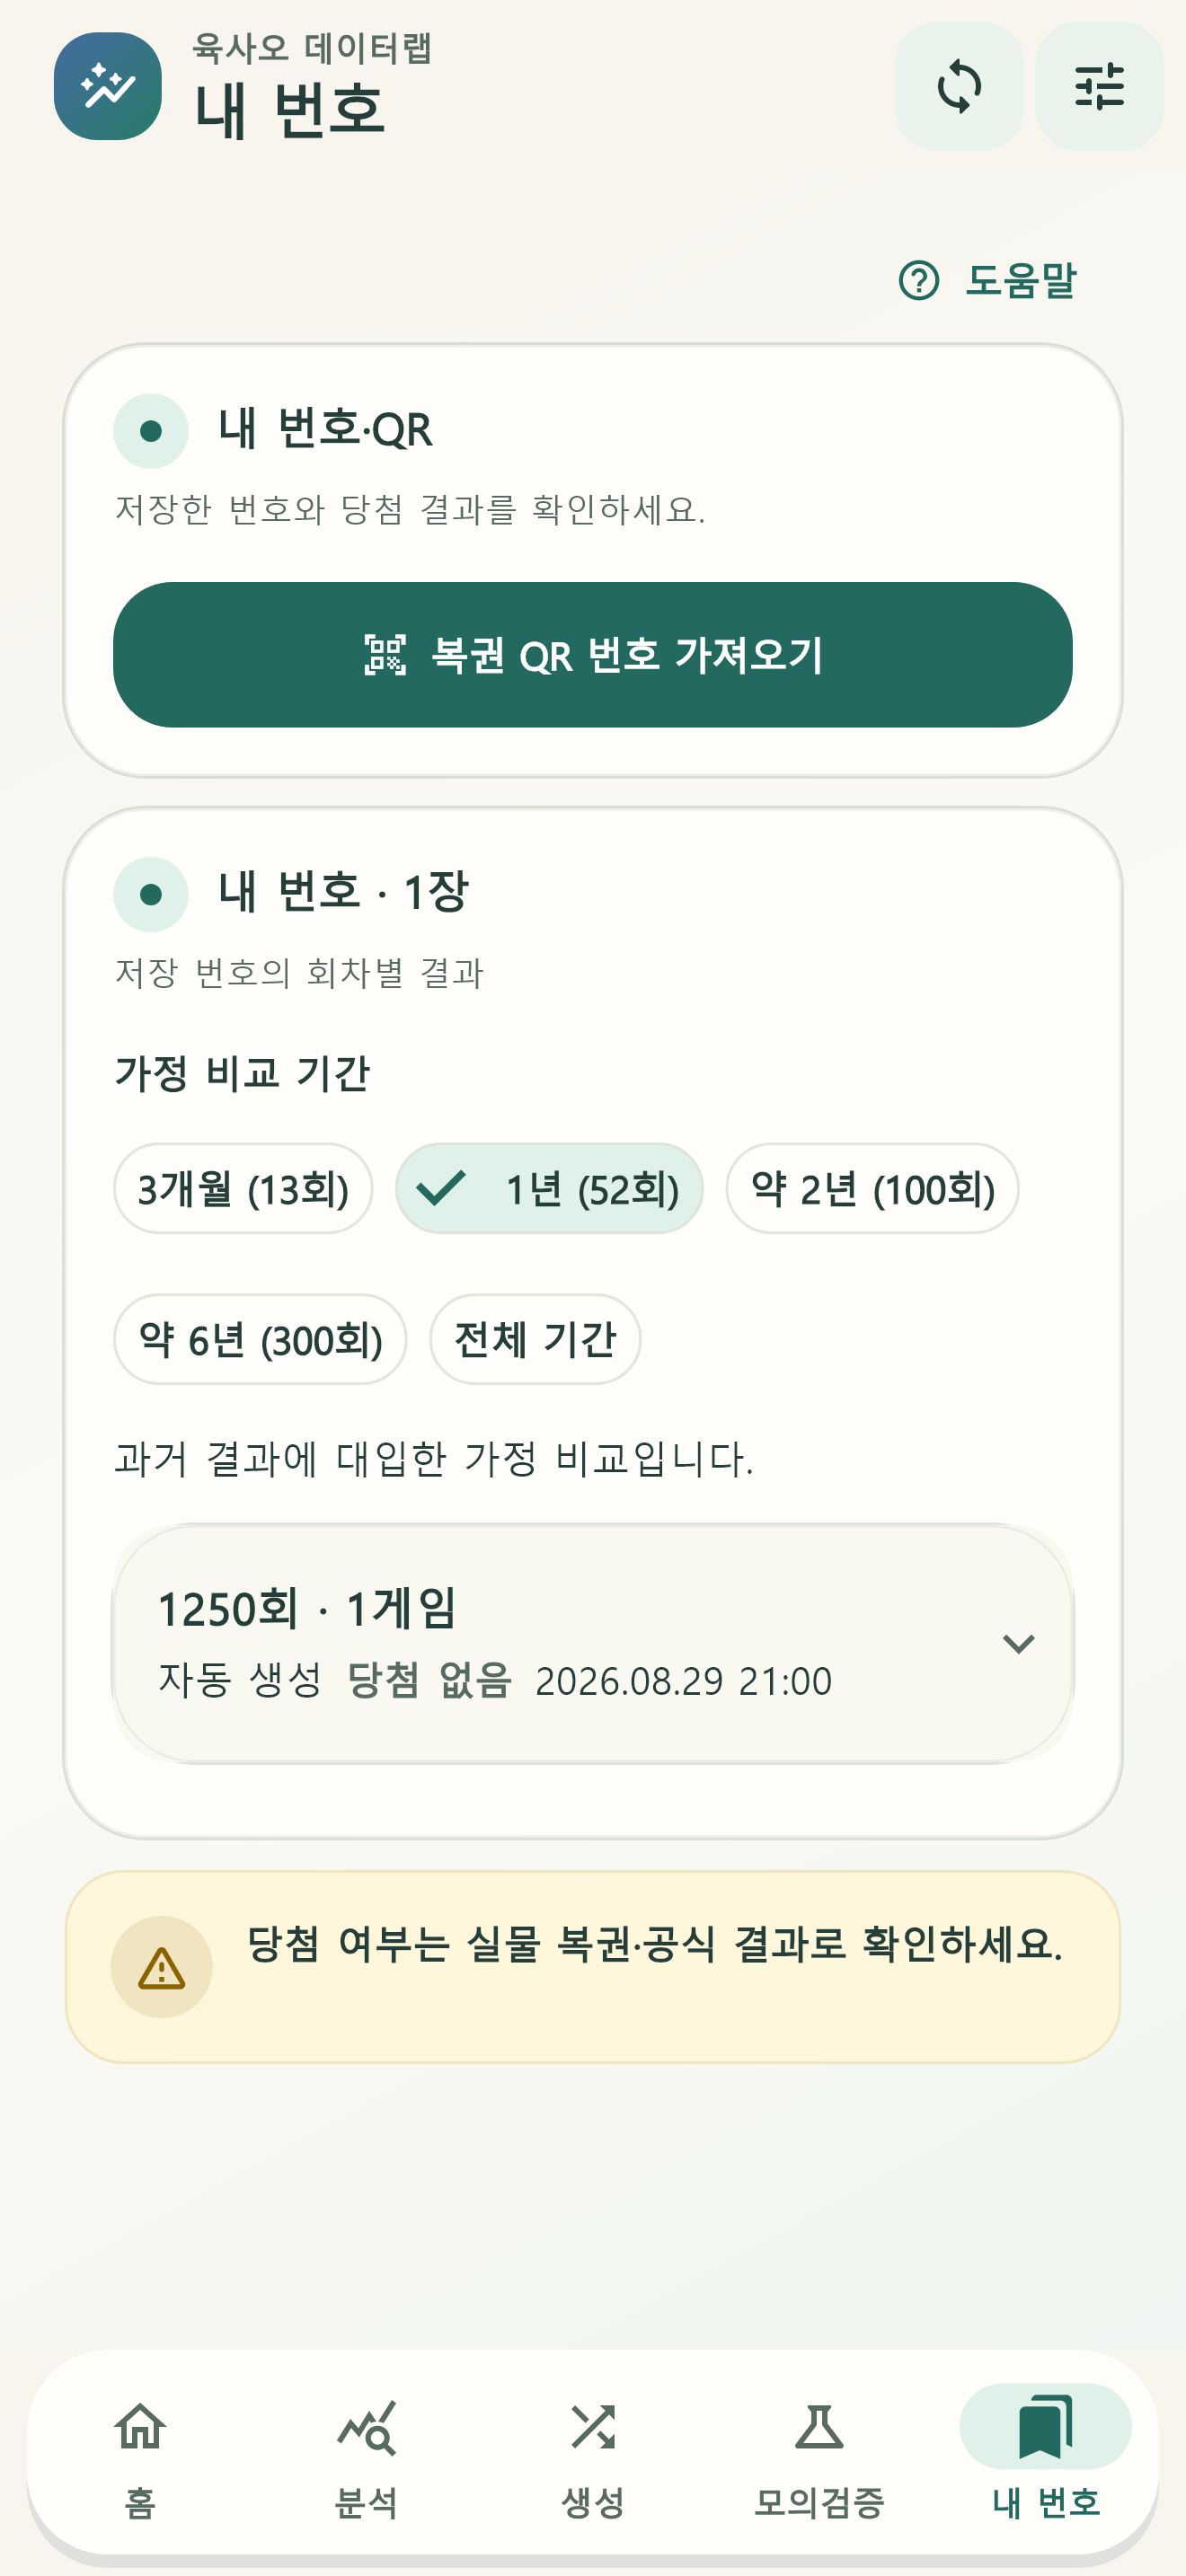 육사오 데이터랩
내 번호
도움말
내 번호·QR
저장한 번호와 당첨 결과를 확인하세요.
복권 QR 번호 가져오기
내 번호 · 1장
저장 번호의 회차별 결과
가정 비교 기간
3개월 (13회) 1년 (52회) 약 2년 (100회)
약 6년 (300회) 전체 기간
과거 결과에 대입한 가정 비교입니다.
1250회 · 1게임
자동 생성 당첨 없음 2026.08.29 21:00
당첨 여부는 실물 복권·공식 결과로 확인하세요.
홈 분석 생성 모의검증 내 번호